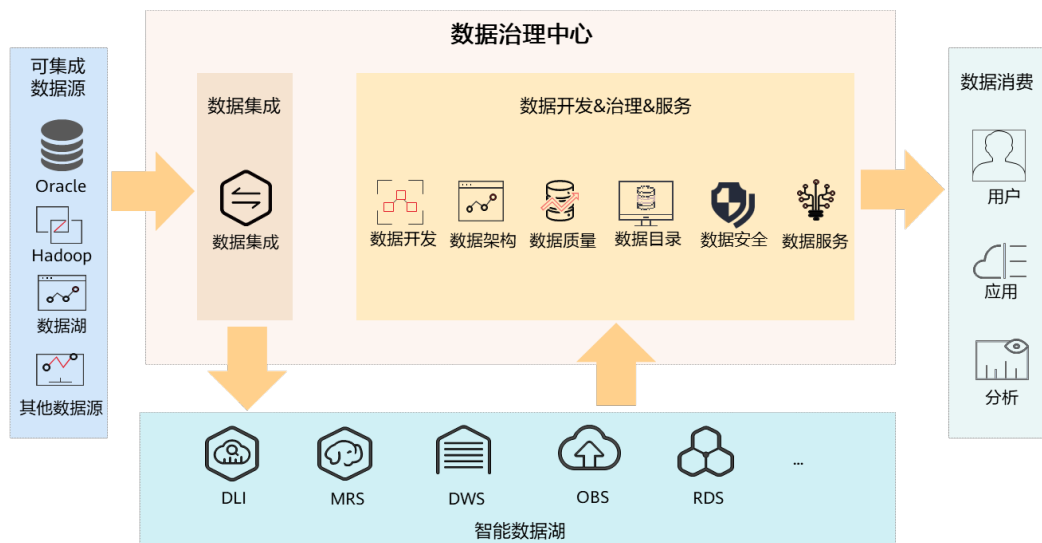 数据治理中心
可集成
数据源
Oracle
Hadoop
数据湖
其他数据源
数据集成
数据集成
数据开发&治理&服务
数据开发
数据架构
数据质量
数据目录
数据安全
数据服务
数据消费
用户
应用
分析
DLI
MRS
DWS
OBS
RDS
...
智能数据湖